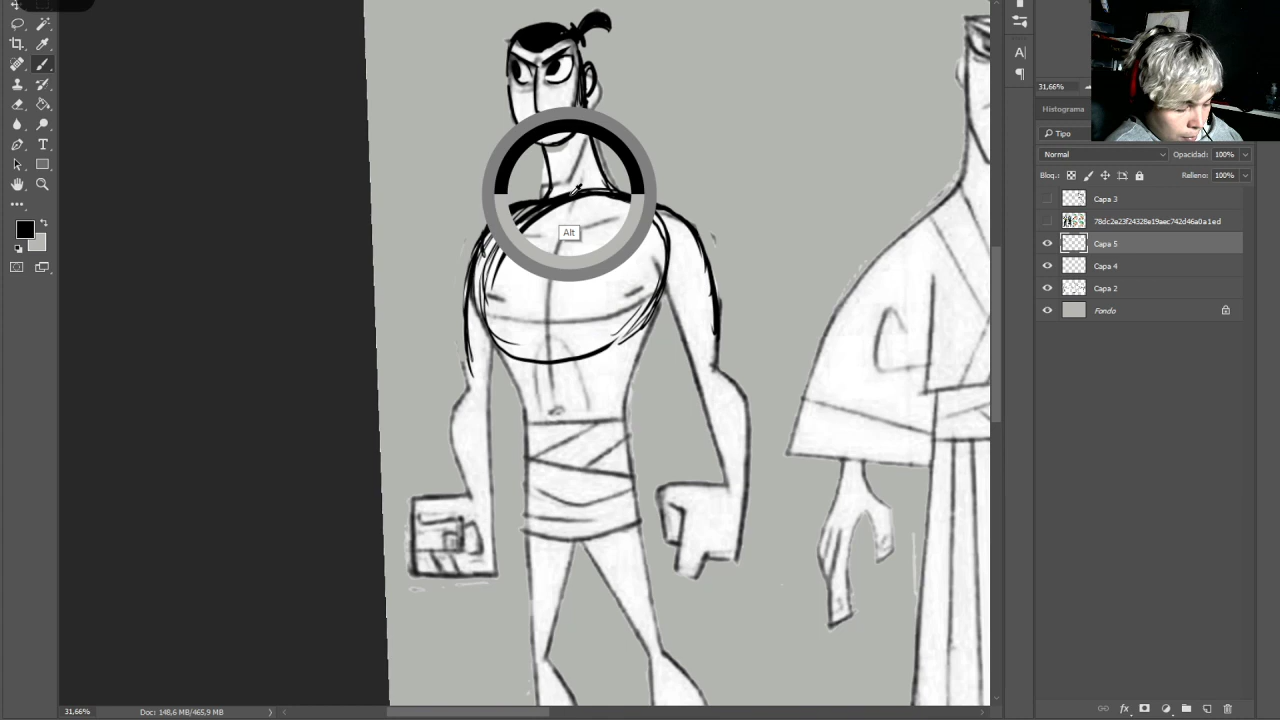 31,66%
Histograma
Tipo
Normal
Opacidad: 100%
Bloq.:
Relleno: 100%
Capa 3
78dc2e23f24328e19aec742d46a0a1ed
Capa 5
Capa 4
Capa 2
Fondo
Alt
31,66%
Doc: 148,6 MB/465,9 MB